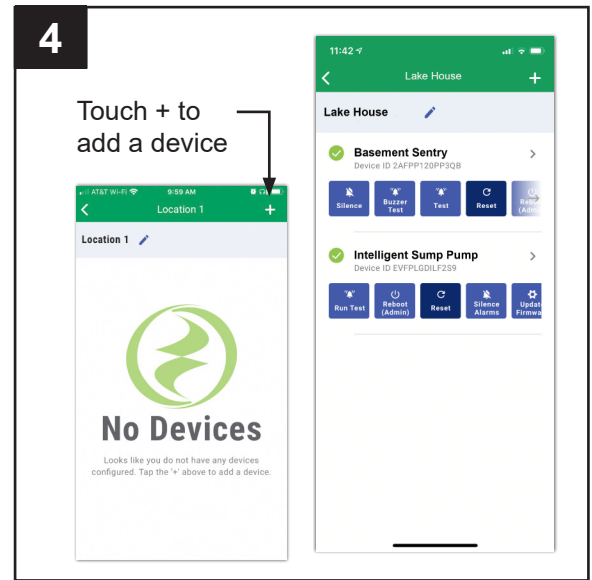 4
Touch + to
add a device
AT&T Wi-Fi 9:59 AM
Location 1 +
Location 1
No Devices
Looks like you do not have any devices
configured. Tap the '+' above to add a device.
11:42
Lake House +
Lake House
Basement Sentry
Device ID 2AFPP120PP3QB
Silence
Buzzer
Test
Test
Reset
(Adm
Intelligent Sump Pump
Device ID EVFPLGDILF2S9
Run Test
Reboot
(Admin)
Reset
Silence
Alarms
Updat
Firmwa